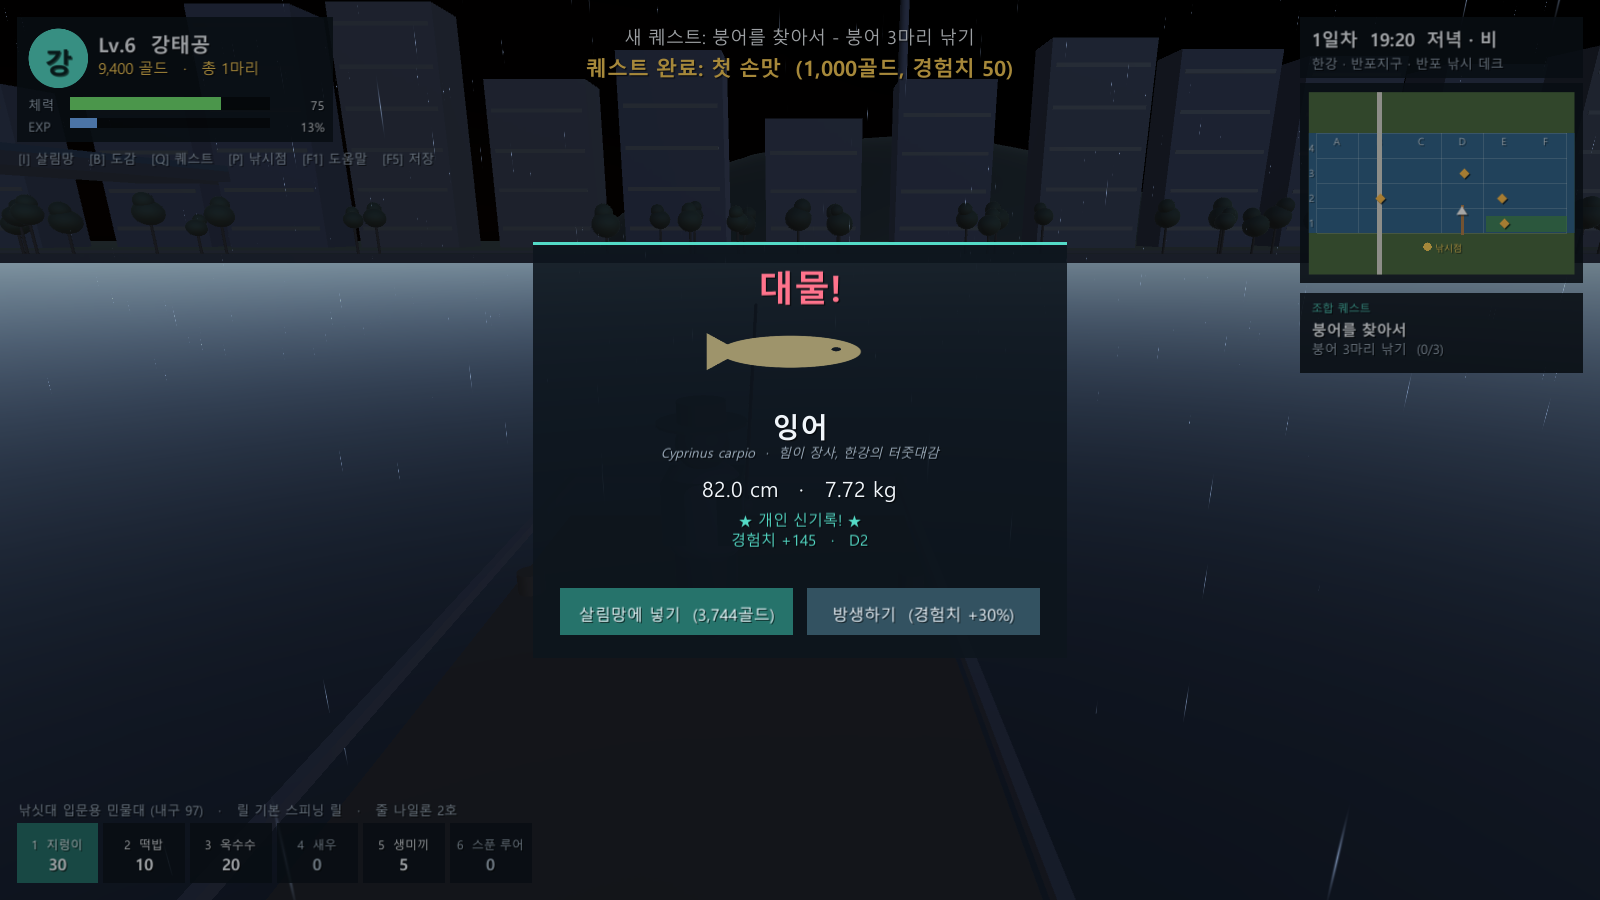 강
Lv.6 강태공
9,400 골드 · 총 1마리
체력 75
EXP 13%
[I] 살림망 [B] 도감 [Q] 퀘스트 [P] 낚시점 [F1] 도움말 [F5] 저장
새 퀘스트: 붕어를 찾아서 - 붕어 3마리 낚기
퀘스트 완료: 첫 손맛 (1,000골드, 경험치 50)
1일차 19:20 저녁 · 비
한강 · 반포지구 · 반포 낚시 데크
A C D E F
4
3
2
1
낚시점
조합 퀘스트
붕어를 찾아서
붕어 3마리 낚기 (0/3)
대물!
잉어
Cyprinus carpio · 힘이 장사, 한강의 터줏대감
82.0 cm · 7.72 kg
★ 개인 신기록! ★
경험치 +145 · D2
살림망에 넣기 (3,744골드)
방생하기 (경험치 +30%)
낚싯대 입문용 민물대 (내구 97) · 릴 기본 스피닝 릴 · 줄 나일론 2호
1 지렁이 2 떡밥 3 옥수수 4 새우 5 생미끼 6 스푼 루어
30 10 20 0 5 0